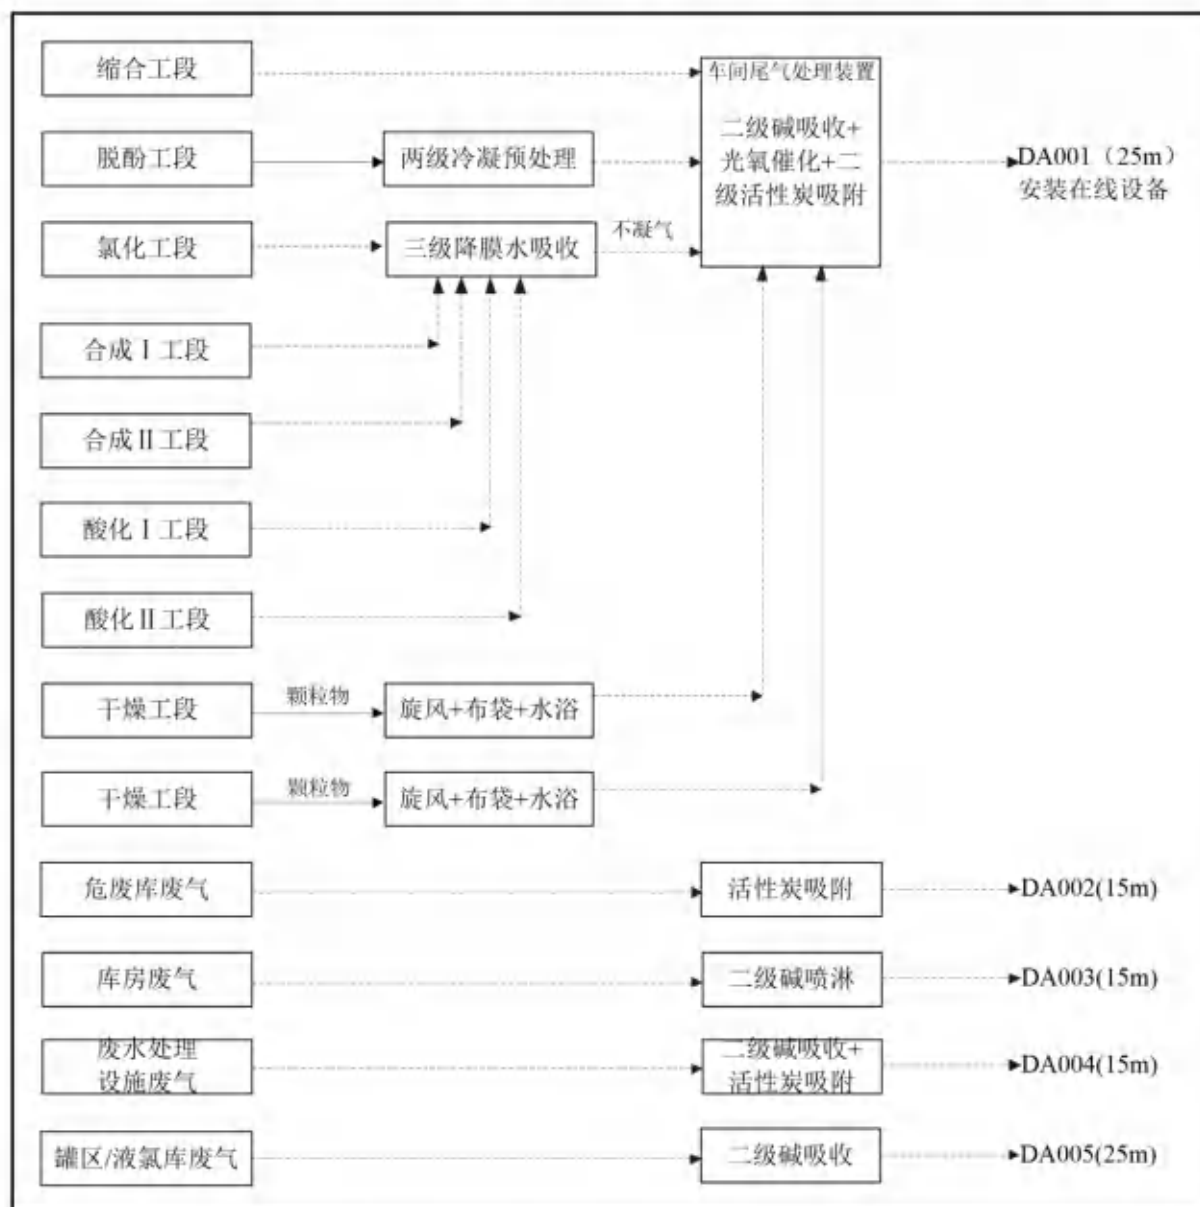 缩合工段
车间尾气处理装置
二级碱吸收+
光氧催化+二
级活性炭吸附
脱酚工段
两级冷凝预处理
DA001（25m）
安装在线设备
氯化工段
三级降膜水吸收
不凝气
合成Ⅰ工段
合成Ⅱ工段
酸化Ⅰ工段
酸化Ⅱ工段
干燥工段
颗粒物
旋风+布袋+水浴
干燥工段
颗粒物
旋风+布袋+水浴
危废库废气
活性炭吸附
DA002(15m)
库房废气
二级碱喷淋
DA003(15m)
废水处理
设施废气
二级碱吸收+
活性炭吸附
DA004(15m)
罐区/液氯库废气
二级碱吸收
DA005(25m)